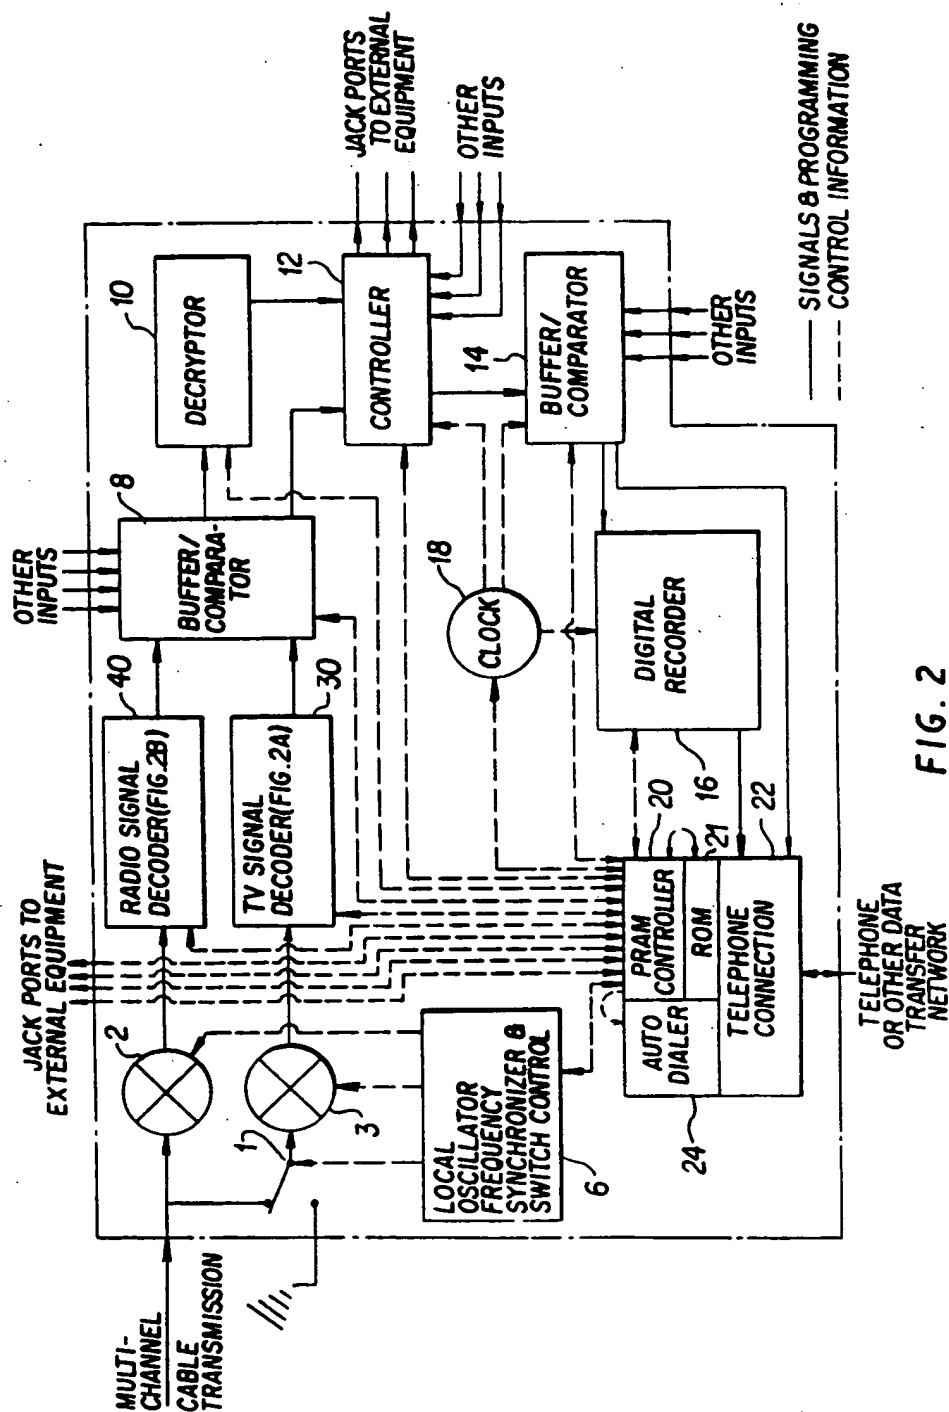 MULTI-
CHANNEL
CABLE
TRANSMISSION
JACK PORTS TO
EXTERNAL EQUIPMENT
OTHER
INPUTS
2
1
3
40
RADIO SIGNAL
DECODER(FIG.2B)
TV SIGNAL
DECODER(FIG.2A)
30
8
BUFFER/
COMPARA-
TOR
10
DECRYPTOR
12
CONTROLLER
JACK PORTS
TO EXTERNAL
EQUIPMENT
OTHER
INPUTS
LOCAL
OSCILLATOR
FREQUENCY
SYNCHRONIZER &
SWITCH CONTROL
6
18
CLOCK
14
BUFFER/
COMPARATOR
OTHER
INPUTS
DIGITAL
RECORDER
16
20
21
22
PRAM
CONTROLLER
ROM
AUTO
DIALER
24
TELEPHONE
CONNECTION
TELEPHONE
OR OTHER DATA
TRANSFER
NETWORK
SIGNALS & PROGRAMMING
CONTROL INFORMATION
FIG. 2